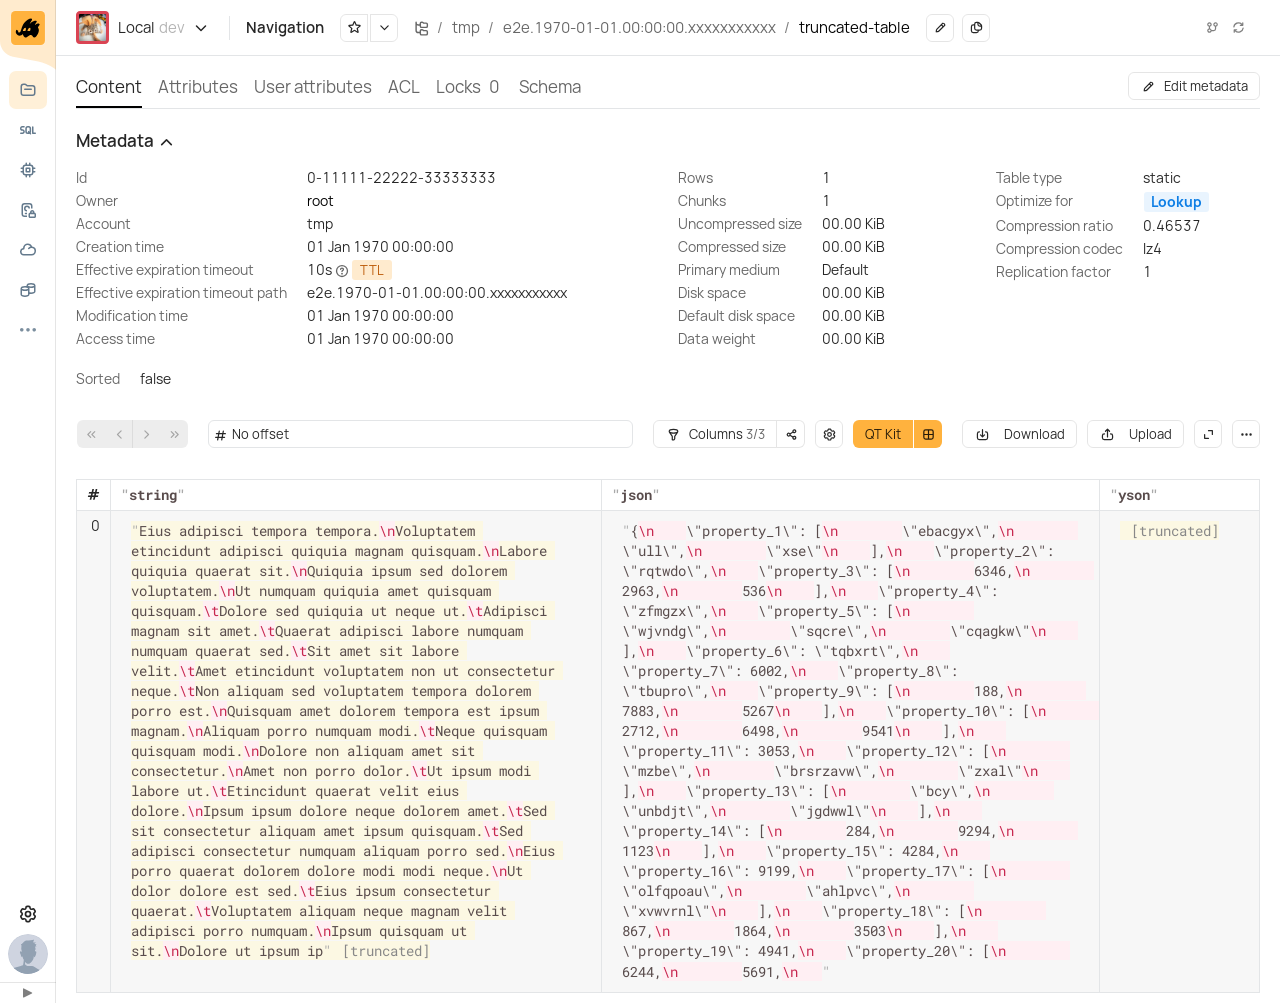 Local dev Navigation / tmp / e2e.1970-01-01.00:00:00.xxxxxxxxxxx / truncated-table
Content Attributes User attributes ACL Locks 0 Schema Edit metadata
SQL
Metadata
Id 0-11111-22222-33333333 Rows 1 Table type static
Owner root Chunks 1 Optimize for Lookup
Account tmp Uncompressed size 00.00 KiB Compression ratio 0.46537
Creation time 01 Jan 1970 00:00:00 Compressed size 00.00 KiB Compression codec lz4
Effective expiration timeout 10s TTL Primary medium Default Replication factor 1
Effective expiration timeout path e2e.1970-01-01.00:00:00.xxxxxxxxxxx Disk space 00.00 KiB
Modification time 01 Jan 1970 00:00:00 Default disk space 00.00 KiB
Access time 01 Jan 1970 00:00:00 Data weight 00.00 KiB
Sorted false
# No offset Columns 3/3 QT Kit Download Upload
# "string" "json" "yson"
0
"Eius adipisci tempora tempora.\nVoluptatem
etincidunt adipisci quiquia magnam quisquam.\nLabore
quiquia quaerat sit.\nQuiquia ipsum sed dolorem
voluptatem.\nUt numquam quiquia amet quisquam
quisquam.\tDolore sed quiquia ut neque ut.\tAdipisci
magnam sit amet.\tQuaerat adipisci labore numquam
numquam quaerat sed.\tSit amet sit labore
velit.\tAmet etincidunt voluptatem non ut consectetur
neque.\tNon aliquam sed voluptatem tempora dolorem
porro est.\nQuisquam amet dolorem tempora est ipsum
magnam.\nAliquam porro numquam modi.\tNeque quisquam
quisquam modi.\nDolore non aliquam amet sit
consectetur.\nAmet non porro dolor.\tUt ipsum modi
labore ut.\tEtincidunt quaerat velit eius
dolore.\nIpsum ipsum dolore neque dolorem amet.\tSed
sit consectetur aliquam amet ipsum quisquam.\tSed
adipisci consectetur numquam aliquam porro sed.\nEius
porro quaerat dolorem dolore modi modi neque.\nUt
dolor dolore est sed.\tEius ipsum consectetur
quaerat.\tVoluptatem aliquam neque magnam velit
adipisci porro numquam.\nIpsum quisquam ut
sit.\nDolore ut ipsum ip" [truncated]
"{\n    \"property_1\": [\n        \"ebacgyx\",\n
\"ull\",\n        \"xse\"\n    ],\n    \"property_2\":
\"rqtwdo\",\n    \"property_3\": [\n        6346,\n
2963,\n        536\n    ],\n    \"property_4\":
\"zfmgzx\",\n    \"property_5\": [\n
\"wjvndg\",\n        \"sqcre\",\n        \"cqagkw\"\n
],\n    \"property_6\": \"tqbxrt\",\n
\"property_7\": 6002,\n    \"property_8\":
\"tbupro\",\n    \"property_9\": [\n        188,\n
7883,\n        5267\n    ],\n    \"property_10\": [\n
2712,\n        6498,\n        9541\n    ],\n
\"property_11\": 3053,\n    \"property_12\": [\n
\"mzbe\",\n        \"brsrzavw\",\n        \"zxal\"\n
],\n    \"property_13\": [\n        \"bcy\",\n
\"unbdjt\",\n        \"jgdwwl\"\n    ],\n
\"property_14\": [\n        284,\n        9294,\n
1123\n    ],\n    \"property_15\": 4284,\n
\"property_16\": 9199,\n    \"property_17\": [\n
\"olfqpoau\",\n        \"ahlpvc\",\n
\"xvwvrnl\"\n    ],\n    \"property_18\": [\n
867,\n        1864,\n        3503\n    ],\n
\"property_19\": 4941,\n    \"property_20\": [\n
6244,\n        5691,\n   "
[truncated]